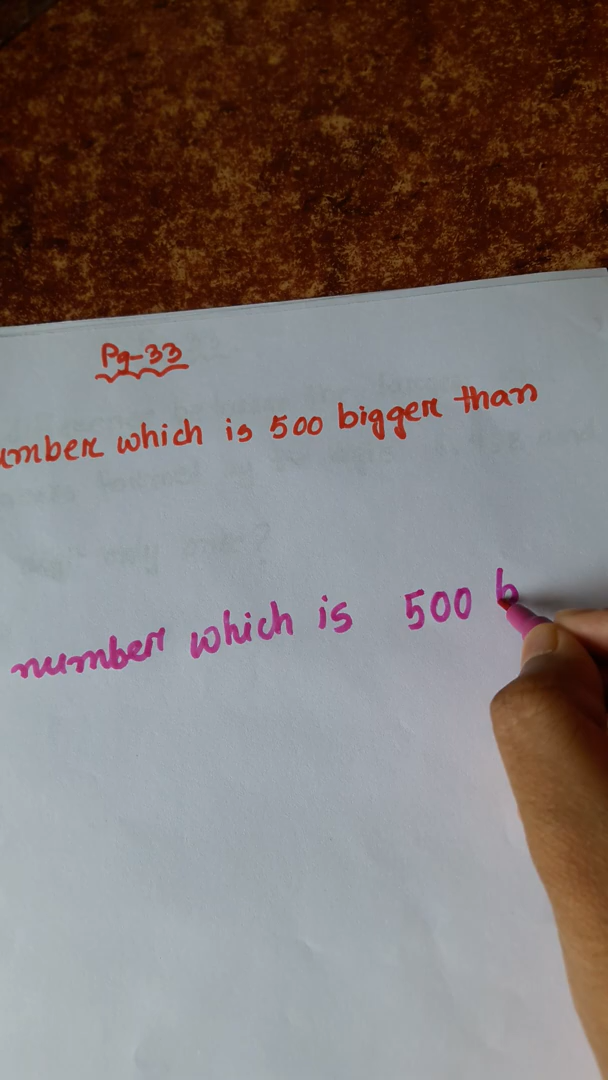 Pg-33
umber which is 500 bigger than
number which is 500 b